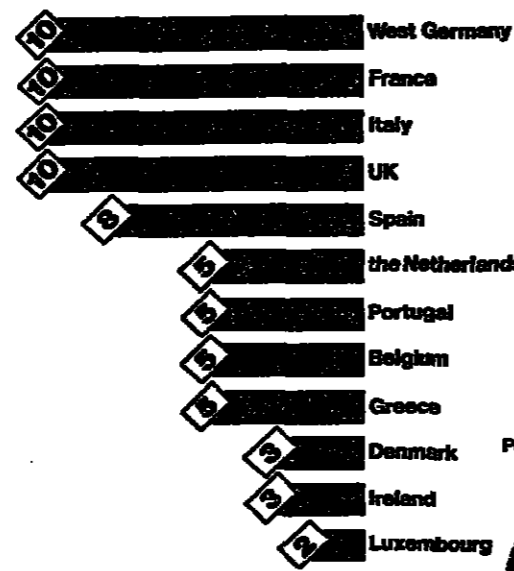 10 West Germany
10 France
10 Italy
10 UK
8 Spain
5 the Netherlands
5 Portugal
5 Belgium
5 Greece
3 Denmark
3 Ireland
2 Luxembourg